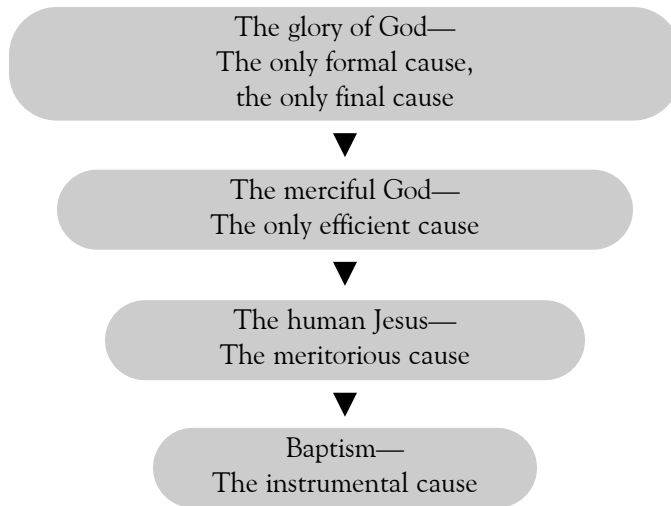 The glory of God—
The only formal cause,
the only final cause
The merciful God—
The only efficient cause
The human Jesus—
The meritorious cause
Baptism—
The instrumental cause